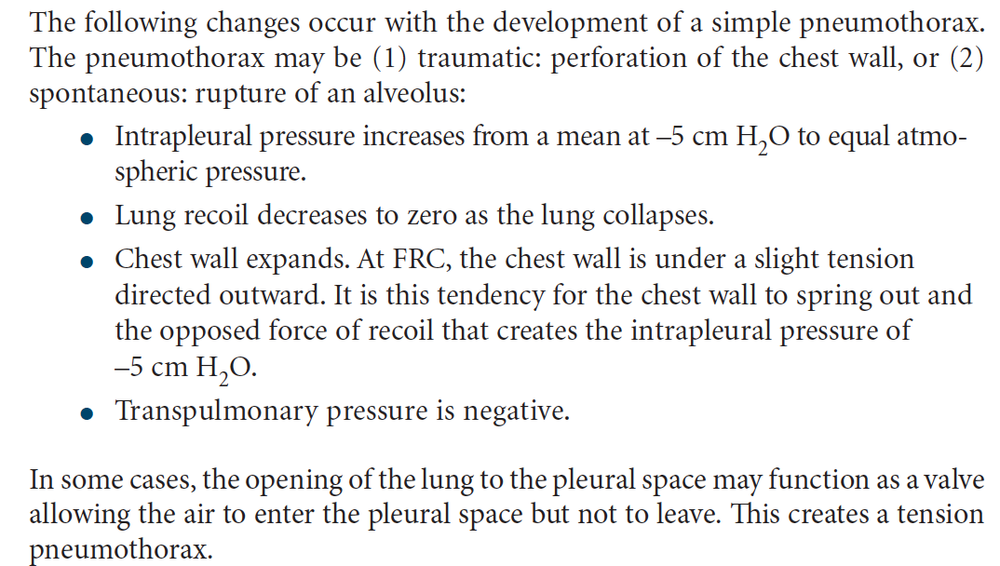 The following changes occur with the development of a simple pneumothorax.
The pneumothorax may be (1) traumatic: perforation of the chest wall, or (2)
spontaneous: rupture of an alveolus:
• Intrapleural pressure increases from a mean at –5 cm H₂O to equal atmo-
spheric pressure.
• Lung recoil decreases to zero as the lung collapses.
• Chest wall expands. At FRC, the chest wall is under a slight tension
directed outward. It is this tendency for the chest wall to spring out and
the opposed force of recoil that creates the intrapleural pressure of
–5 cm H₂O.
• Transpulmonary pressure is negative.
In some cases, the opening of the lung to the pleural space may function as a valve
allowing the air to enter the pleural space but not to leave. This creates a tension
pneumothorax.